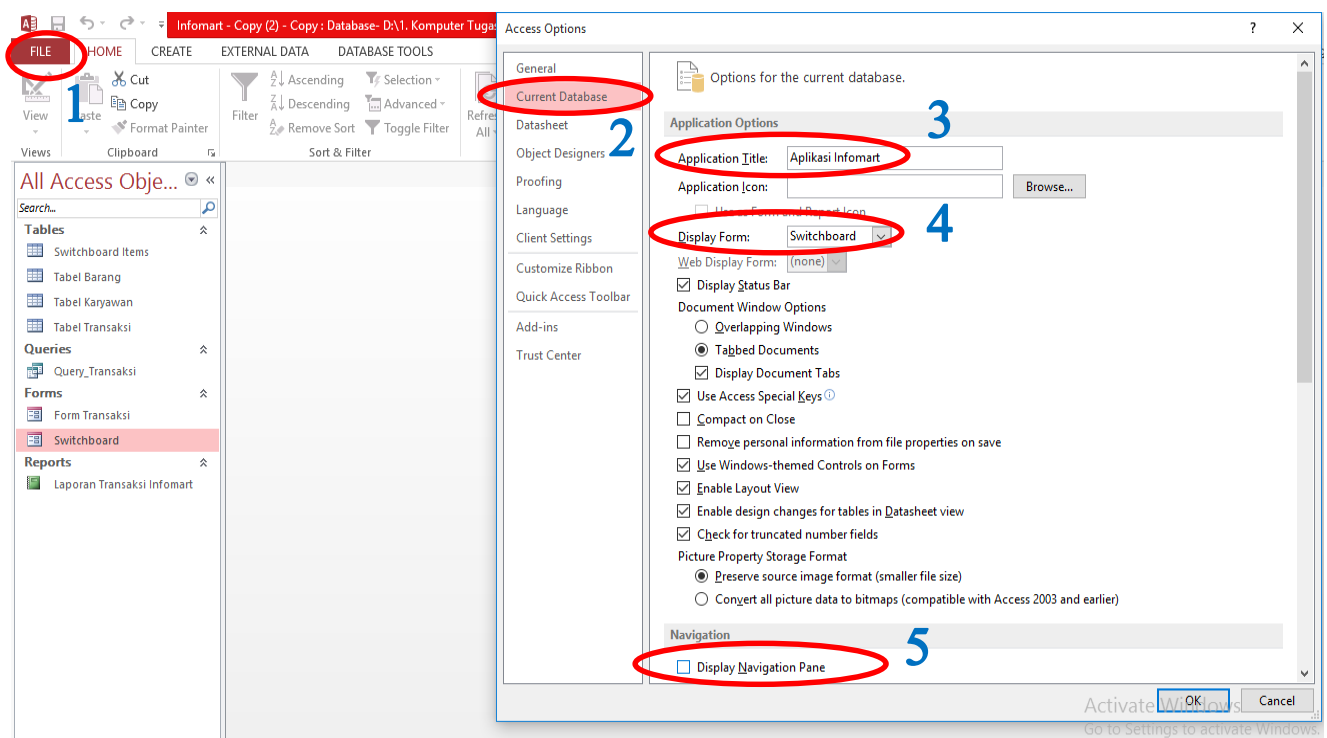 Infomart - Copy (2) - Copy : Database- D:\1. Komputer Tugas
FILE HOME CREATE EXTERNAL DATA DATABASE TOOLS
1
View
Views
Paste
Cut
Copy
Format Painter
Clipboard
Filter
Ascending
Descending
Remove Sort
Selection
Advanced
Toggle Filter
Sort & Filter
All
All Access Obje...
Search...
Tables
Switchboard Items
Tabel Barang
Tabel Karyawan
Tabel Transaksi
Queries
Query_Transaksi
Forms
Form Transaksi
Switchboard
Reports
Laporan Transaksi Infomart
Access Options
?
General
Current Database
2
Datasheet
Object Designers
Proofing
Language
Client Settings
Customize Ribbon
Quick Access Toolbar
Add-ins
Trust Center
Options for the current database.
Application Options
3
Application Title: Aplikasi Infomart
Application Icon: Browse...
Use as Form and Report Icon
4
Display Form: Switchboard
Web Display Form: (none)
Display Status Bar
Document Window Options
Overlapping Windows
Tabbed Documents
Display Document Tabs
Use Access Special Keys
Compact on Close
Remove personal information from file properties on save
Use Windows-themed Controls on Forms
Enable Layout View
Enable design changes for tables in Datasheet view
Check for truncated number fields
Picture Property Storage Format
Preserve source image format (smaller file size)
Convert all picture data to bitmaps (compatible with Access 2003 and earlier)
Navigation
5
Display Navigation Pane
OK Cancel
Activate Windows
Go to Settings to activate Windows.